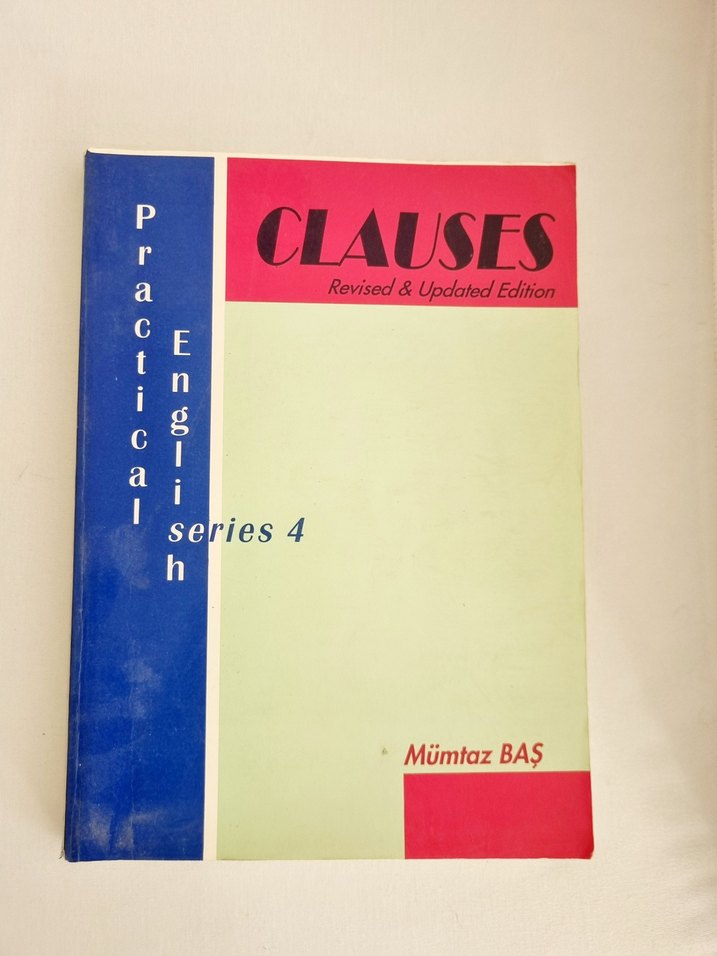 Practical
English
series 4
CLAUSES
Revised & Updated Edition
Mümtaz BAŞ